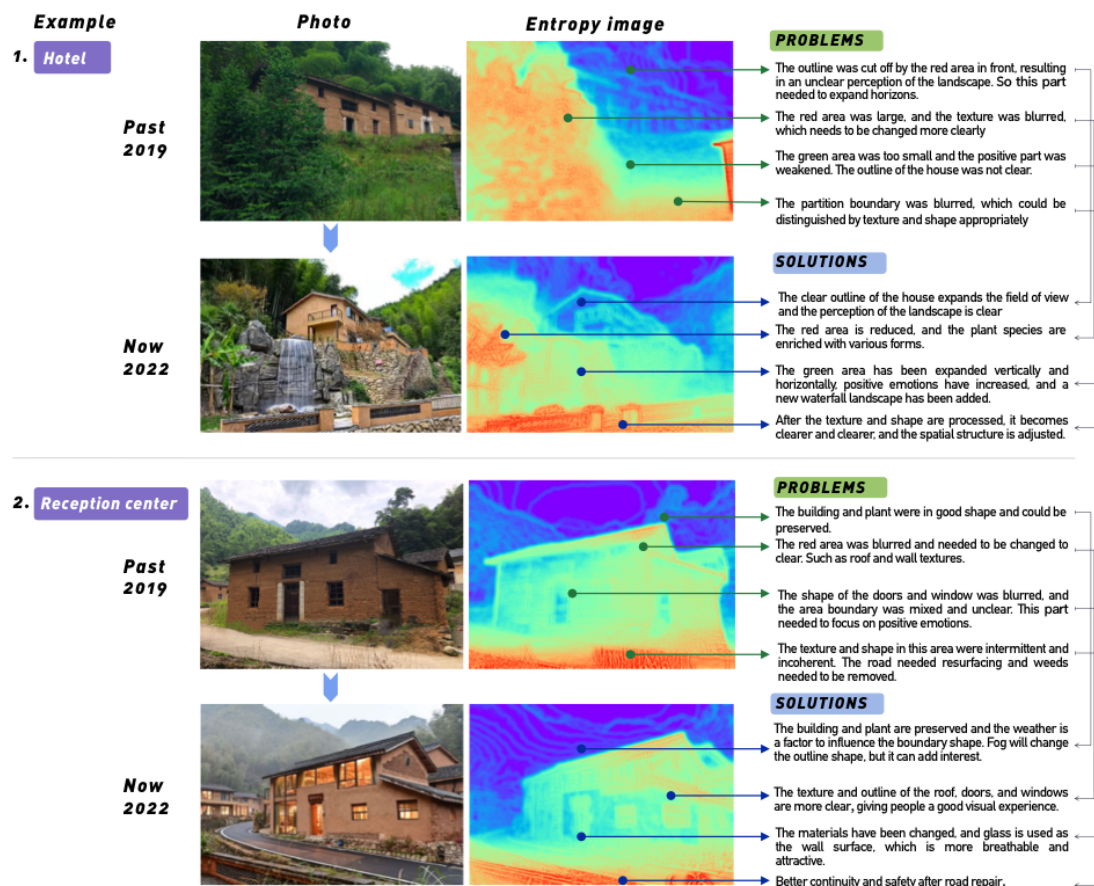 Example
Photo
Entropy image
1. Hotel
Past
2019
PROBLEMS
The outline was cut off by the red area in front, resulting
in an unclear perception of the landscape. So this part
needed to expand horizons.
The red area was large, and the texture was blurred,
which needs to be changed more clearly
The green area was too small and the positive part was
weakened. The outline of the house was not clear.
The partition boundary was blurred, which could be
distinguished by texture and shape appropriately
Now
2022
SOLUTIONS
The clear outline of the house expands the field of view
and the perception of the landscape is clear
The red area is reduced, and the plant species are
enriched with various forms.
The green area has been expanded vertically and
horizontally, positive emotions have increased, and a
new waterfall landscape has been added.
After the texture and shape are processed, it becomes
clearer and clearer, and the spatial structure is adjusted.
2. Reception center
Past
2019
PROBLEMS
The building and plant were in good shape and could be
preserved.
The red area was blurred and needed to be changed to
clear. Such as roof and wall textures.
The shape of the doors and window was blurred, and
the area boundary was mixed and unclear. This part
needed to focus on positive emotions.
The texture and shape in this area were intermittent and
incoherent. The road needed resurfacing and weeds
needed to be removed.
Now
2022
SOLUTIONS
The building and plant are preserved and the weather is
a factor to influence the boundary shape. Fog will change
the outline shape, but it can add interest.
The texture and outline of the roof, doors, and windows
are more clear, giving people a good visual experience.
The materials have been changed, and glass is used as
the wall surface, which is more breathable and
attractive.
Better continuity and safety after road repair.